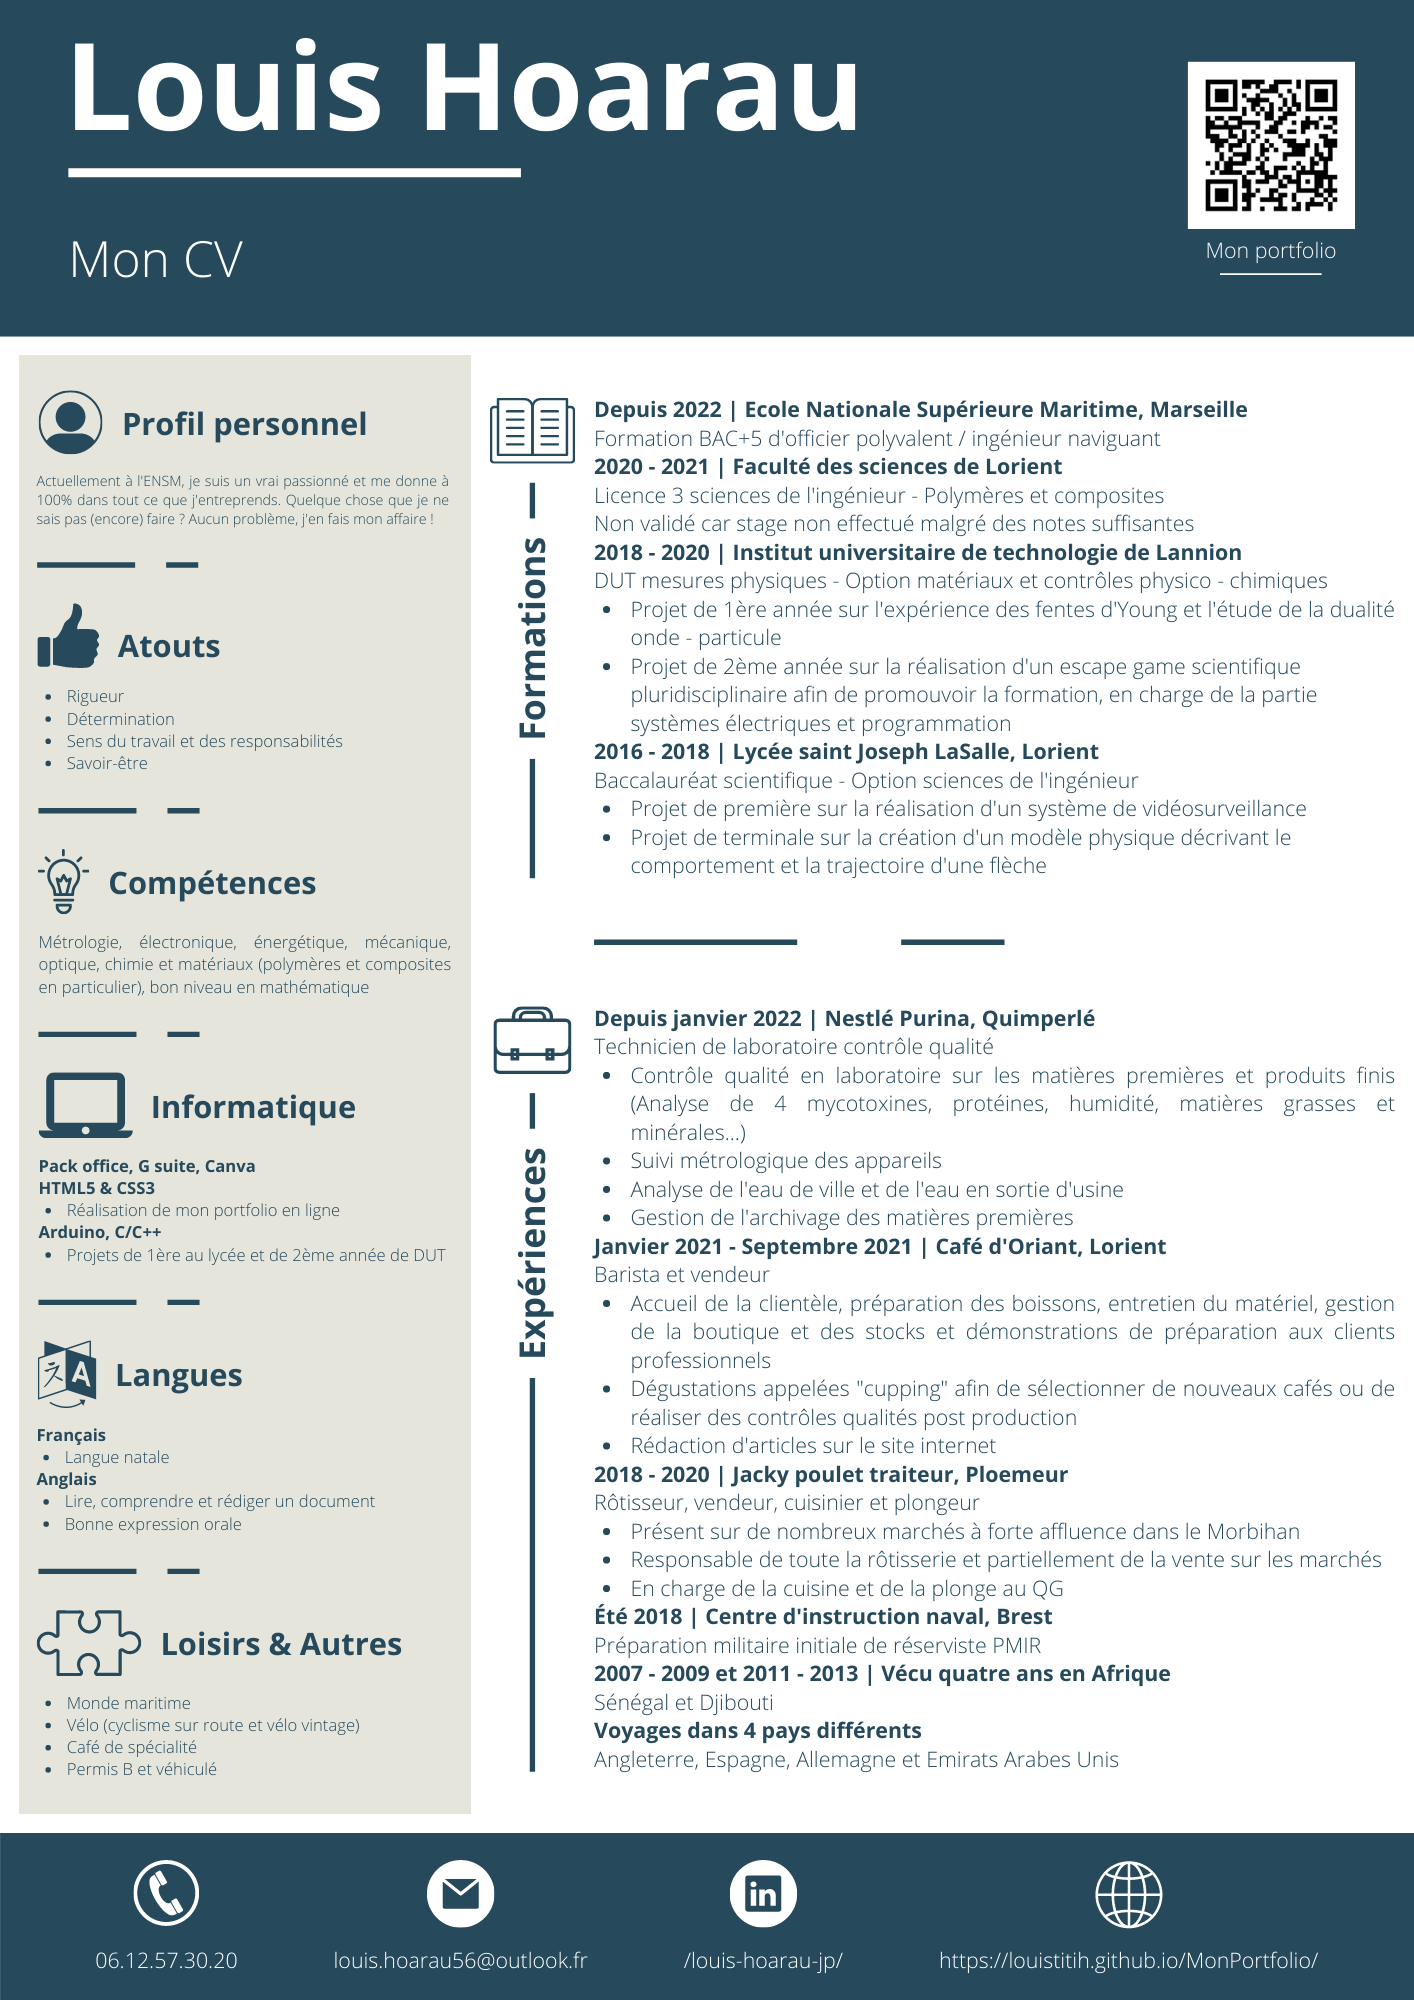 Louis Hoarau
Mon CV
Mon portfolio
Profil personnel
Actuellement à l'ENSM, je suis un vrai passionné et me donne à
100% dans tout ce que j'entreprends. Quelque chose que je ne
sais pas (encore) faire ? Aucun problème, j'en fais mon affaire !
Atouts
• Rigueur
• Détermination
• Sens du travail et des responsabilités
• Savoir-être
Compétences
Métrologie, électronique, énergétique, mécanique,
optique, chimie et matériaux (polymères et composites
en particulier), bon niveau en mathématique
Informatique
Pack office, G suite, Canva
HTML5 & CSS3
• Réalisation de mon portfolio en ligne
Arduino, C/C++
• Projets de 1ère au lycée et de 2ème année de DUT
Langues
Français
• Langue natale
Anglais
• Lire, comprendre et rédiger un document
• Bonne expression orale
Loisirs & Autres
• Monde maritime
• Vélo (cyclisme sur route et vélo vintage)
• Café de spécialité
• Permis B et véhiculé
Formations
Depuis 2022 | Ecole Nationale Supérieure Maritime, Marseille
Formation BAC+5 d'officier polyvalent / ingénieur naviguant
2020 - 2021 | Faculté des sciences de Lorient
Licence 3 sciences de l'ingénieur - Polymères et composites
Non validé car stage non effectué malgré des notes suffisantes
2018 - 2020 | Institut universitaire de technologie de Lannion
DUT mesures physiques - Option matériaux et contrôles physico - chimiques
• Projet de 1ère année sur l'expérience des fentes d'Young et l'étude de la dualité
onde - particule
• Projet de 2ème année sur la réalisation d'un escape game scientifique
pluridisciplinaire afin de promouvoir la formation, en charge de la partie
systèmes électriques et programmation
2016 - 2018 | Lycée saint Joseph LaSalle, Lorient
Baccalauréat scientifique - Option sciences de l'ingénieur
• Projet de première sur la réalisation d'un système de vidéosurveillance
• Projet de terminale sur la création d'un modèle physique décrivant le
comportement et la trajectoire d'une flèche
Expériences
Depuis janvier 2022 | Nestlé Purina, Quimperlé
Technicien de laboratoire contrôle qualité
• Contrôle qualité en laboratoire sur les matières premières et produits finis
(Analyse de 4 mycotoxines, protéines, humidité, matières grasses et
minérales...)
• Suivi métrologique des appareils
• Analyse de l'eau de ville et de l'eau en sortie d'usine
• Gestion de l'archivage des matières premières
Janvier 2021 - Septembre 2021 | Café d'Oriant, Lorient
Barista et vendeur
• Accueil de la clientèle, préparation des boissons, entretien du matériel, gestion
de la boutique et des stocks et démonstrations de préparation aux clients
professionnels
• Dégustations appelées "cupping" afin de sélectionner de nouveaux cafés ou de
réaliser des contrôles qualités post production
• Rédaction d'articles sur le site internet
2018 - 2020 | Jacky poulet traiteur, Ploemeur
Rôtisseur, vendeur, cuisinier et plongeur
• Présent sur de nombreux marchés à forte affluence dans le Morbihan
• Responsable de toute la rôtisserie et partiellement de la vente sur les marchés
• En charge de la cuisine et de la plonge au QG
Été 2018 | Centre d'instruction naval, Brest
Préparation militaire initiale de réserviste PMIR
2007 - 2009 et 2011 - 2013 | Vécu quatre ans en Afrique
Sénégal et Djibouti
Voyages dans 4 pays différents
Angleterre, Espagne, Allemagne et Emirats Arabes Unis
06.12.57.30.20
louis.hoarau56@outlook.fr
/louis-hoarau-jp/
https://louistitih.github.io/MonPortfolio/